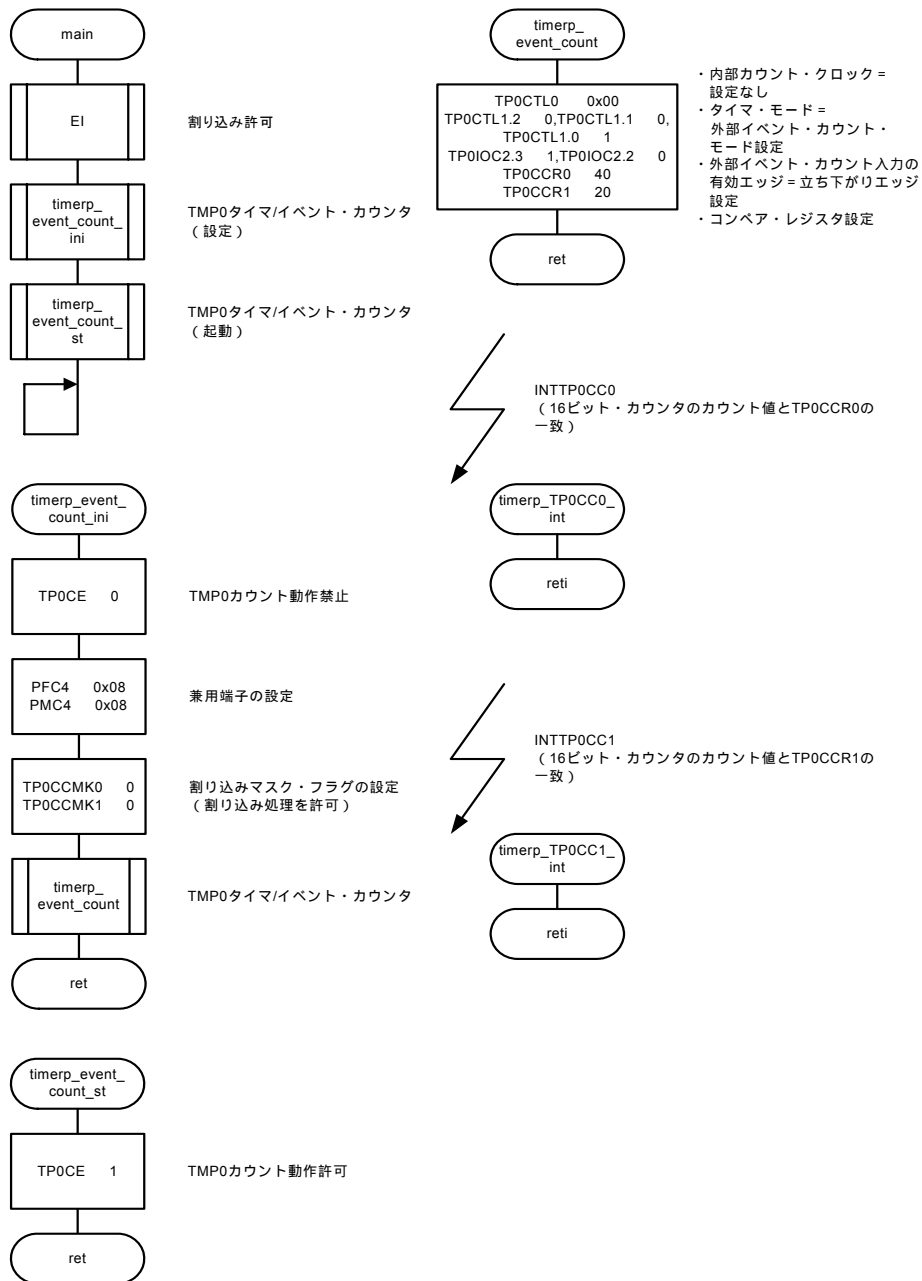 main
EI
割り込み許可
timerp_
event_count_
ini
TMP0タイマ/イベント・カウンタ
（設定）
timerp_
event_count_
st
TMP0タイマ/イベント・カウンタ
（起動）
timerp_event_
count_ini
TP0CE 0
TMP0カウント動作禁止
PFC4 0x08
PMC4 0x08
兼用端子の設定
TP0CCMK0 0
TP0CCMK1 0
割り込みマスク・フラグの設定
（割り込み処理を許可）
timerp_
event_count
TMP0タイマ/イベント・カウンタ
ret
timerp_event_
count_st
TP0CE 1
TMP0カウント動作許可
ret
timerp_
event_count
TP0CTL0 0x00
TP0CTL1.2 0,TP0CTL1.1 0,
TP0CTL1.0 1
TP0IOC2.3 1,TP0IOC2.2 0
TP0CCR0 40
TP0CCR1 20
・内部カウント・クロック =
設定なし
・タイマ・モード =
外部イベント・カウント・
モード設定
・外部イベント・カウント入力の
有効エッジ = 立ち下がりエッジ
設定
・コンペア・レジスタ設定
ret
INTTP0CC0
（16ビット・カウンタのカウント値とTP0CCR0の
一致）
timerp_TP0CC0_
int
reti
INTTP0CC1
（16ビット・カウンタのカウント値とTP0CCR1の
一致）
timerp_TP0CC1_
int
reti